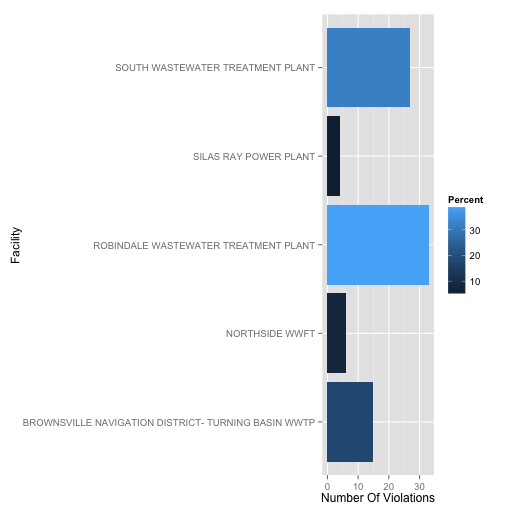 SOUTH WASTEWATER TREATMENT PLANT
SILAS RAY POWER PLANT
ROBINDALE WASTEWATER TREATMENT PLANT
NORTHSIDE WWFT
BROWNSVILLE NAVIGATION DISTRICT- TURNING BASIN WWTP
Facility
0 10 20 30
Number Of Violations
Percent
30
20
10